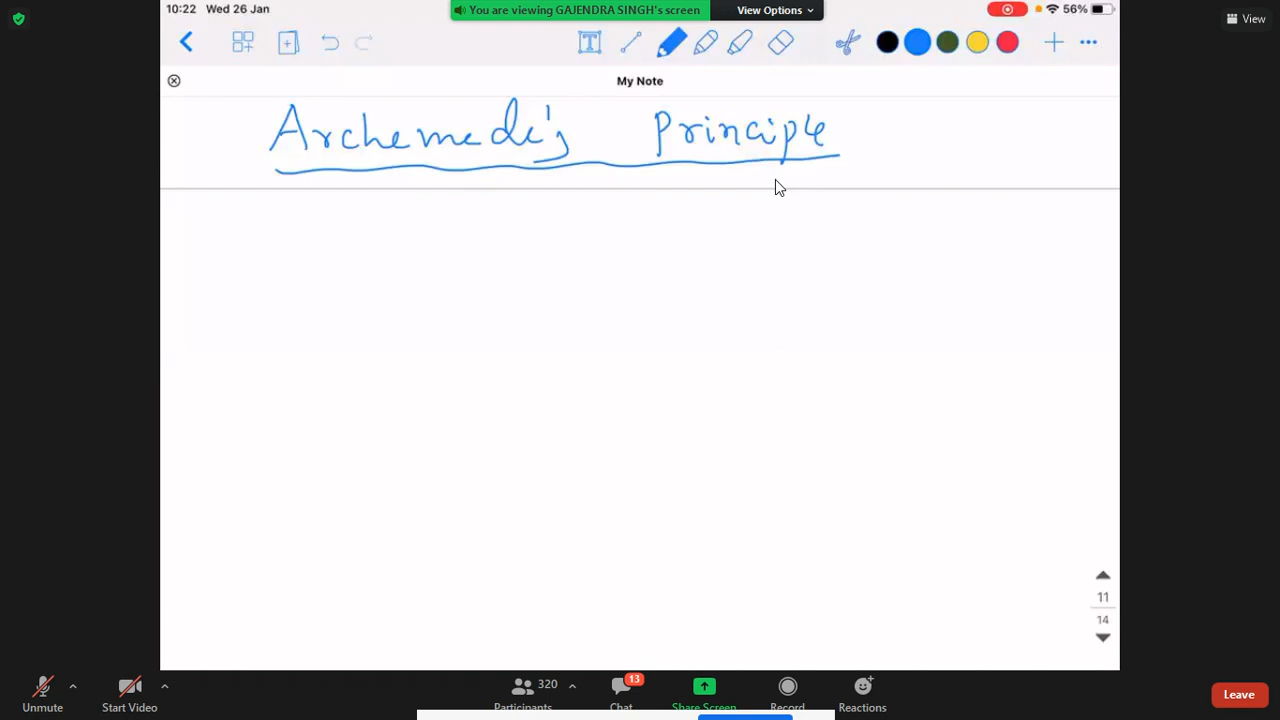 10:22 Wed 26 Jan
You are viewing GAJENDRA SINGH's screen
View Options
56%
View
My Note
Archemede's Principle
11
14
Unmute
Start Video
320
Participants
13
Chat
Share Screen
Record
Reactions
Leave